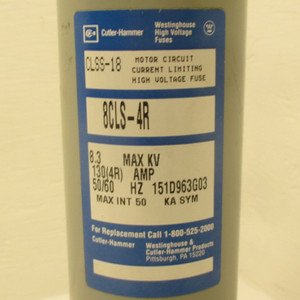 Cutler-Hammer
Westinghouse
High Voltage
Fuses
CLSS-18
MOTOR CIRCUIT
CURRENT LIMITING
HIGH VOLTAGE FUSE
8CLS-4R
8.3 MAX KV
130(4R) AMP
50/60 HZ 151D963G03
MAX INT 50 KA SYM
For Replacement Call 1-800-525-2000
Cutler-Hammer
Westinghouse &
Cutler-Hammer Products
Pittsburgh, PA 15220